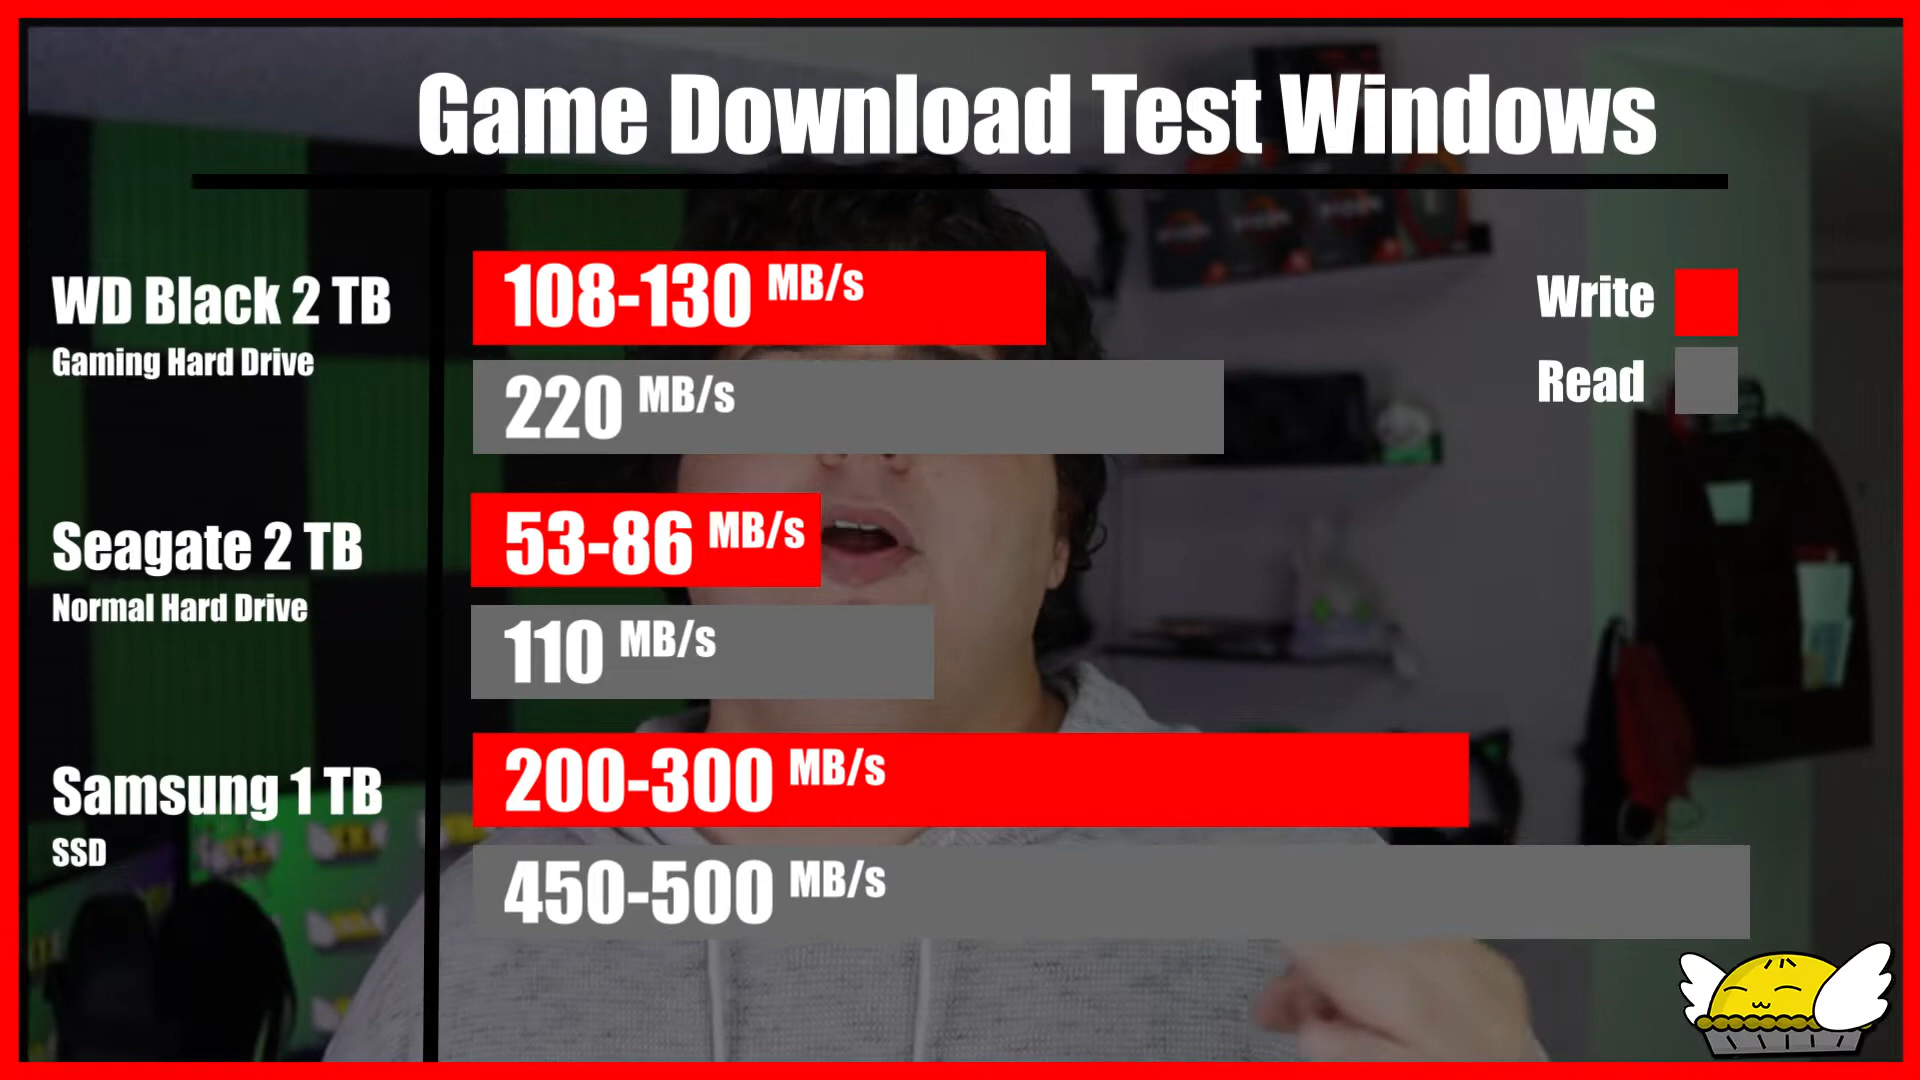 Game Download Test Windows
WD Black 2 TB
Gaming Hard Drive
108-130 MB/s
220 MB/s
Write
Read
Seagate 2 TB
Normal Hard Drive
53-86 MB/s
110 MB/s
Samsung 1 TB
SSD
200-300 MB/s
450-500 MB/s